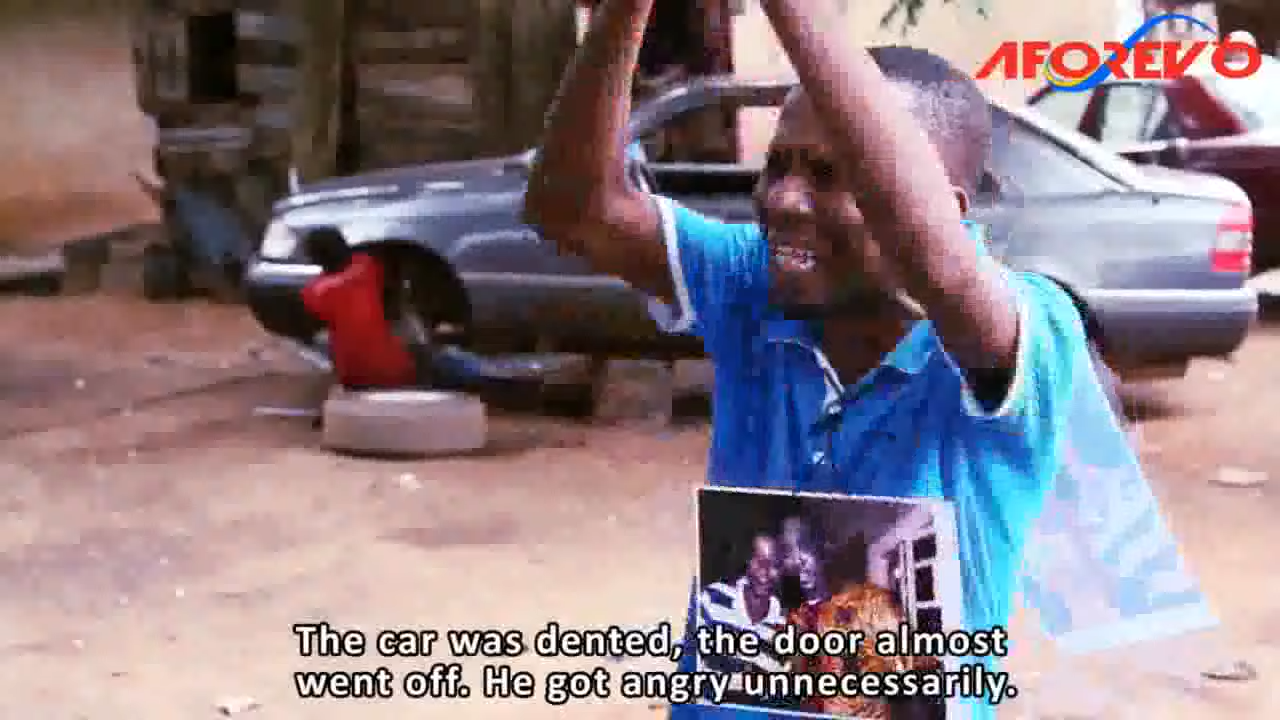 AFOREVO
The car was dented, the door almost
went off. He got angry unnecessarily.